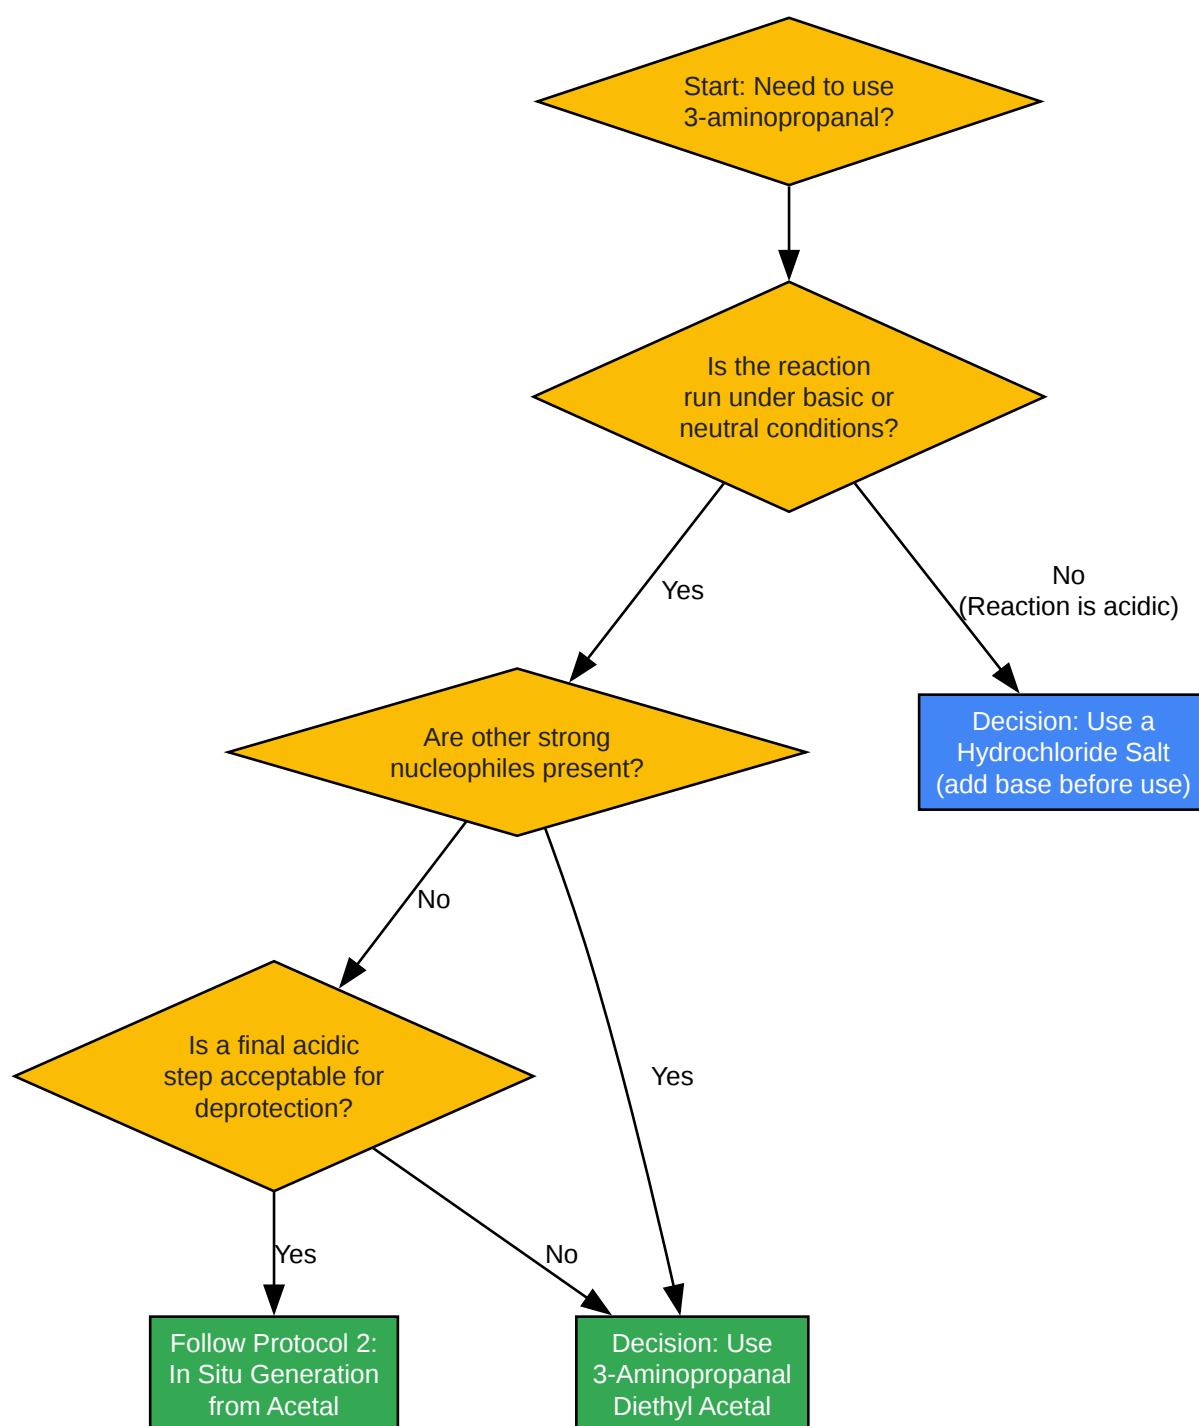 Start: Need to use
3-aminopropanal?
Is the reaction
run under basic or
neutral conditions?
Yes
No
(Reaction is acidic)
Are other strong
nucleophiles present?
Decision: Use a
Hydrochloride Salt
(add base before use)
No
Yes
Is a final acidic
step acceptable for
deprotection?
Yes
No
Follow Protocol 2:
In Situ Generation
from Acetal
Decision: Use
3-Aminopropanal
Diethyl Acetal